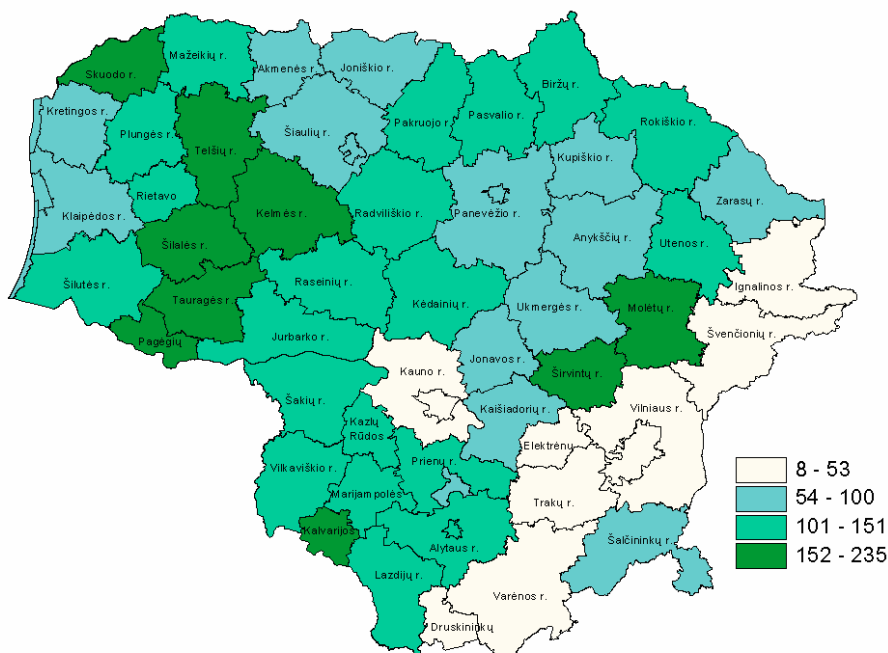 Mažeikių r.
Akmenės r.
Joniškio r.
Skuodo r.
Biržų r.
Kretingos r.
Plungės r.
Telšių r.
Šiaulių r.
Pakruojo r.
Pasvalio r.
Rokiškio r.
Kupiškio r.
Rietavo
Klaipėdos r.
Kelmės r.
Radviliškio r.
Panevėžio r.
Zarasų r.
Anykščių r.
Utenos r.
Šilalės r.
Šilutės r.
Raseinių r.
Ignalinos r.
Tauragės r.
Kėdainių r.
Ukmergės r.
Molėtų r.
Pagėgių
Jurbarko r.
Švenčionių r.
Jonavos r.
Kauno r.
Širvintų r.
Šakių r.
Kaišiadorių r.
Vilniaus r.
Kazlų
Rūdos
Elektrėnų
Vilkaviškio r.
Prienų r.
Marijampolės
Trakų r.
Kalvarijos
Alytaus r.
Šalčininkų r.
Lazdijų r.
Varėnos r.
Druskininkų
8 - 53
54 - 100
101 - 151
152 - 235